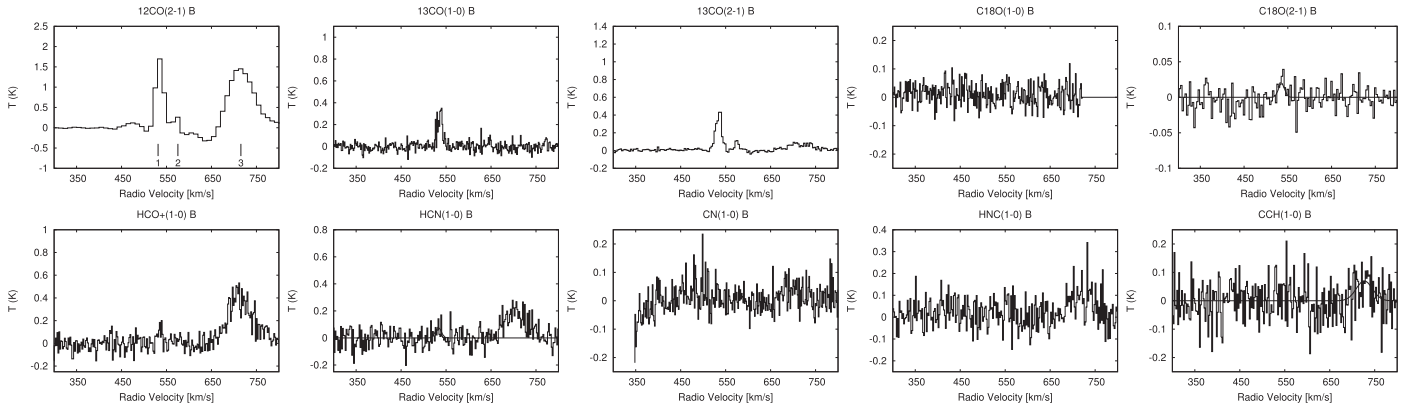 12CO(2-1) B
T (K)
2.5
2
1.5
1
0.5
0
-0.5
-1
1 2 3
350 450 550 650 750
Radio Velocity [km/s]
13CO(1-0) B
T (K)
1
0.8
0.6
0.4
0.2
0
-0.2
350 450 550 650 750
Radio Velocity [km/s]
13CO(2-1) B
T (K)
1.4
1.2
1
0.8
0.6
0.4
0.2
0
-0.2
350 450 550 650 750
Radio Velocity [km/s]
C18O(1-0) B
T (K)
0.2
0.1
0
-0.1
-0.2
350 450 550 650 750
Radio Velocity [km/s]
C18O(2-1) B
T (K)
0.1
0.05
0
-0.05
-0.1
350 450 550 650 750
Radio Velocity [km/s]
HCO+(1-0) B
T (K)
1
0.8
0.6
0.4
0.2
0
-0.2
350 450 550 650 750
Radio Velocity [km/s]
HCN(1-0) B
T (K)
0.8
0.6
0.4
0.2
0
-0.2
350 450 550 650 750
Radio Velocity [km/s]
CN(1-0) B
T (K)
0.2
0.1
0
-0.1
-0.2
350 450 550 650 750
Radio Velocity [km/s]
HNC(1-0) B
T (K)
0.4
0.3
0.2
0.1
0
-0.1
-0.2
350 450 550 650 750
Radio Velocity [km/s]
CCH(1-0) B
T (K)
0.2
0.1
0
-0.1
-0.2
350 450 550 650 750
Radio Velocity [km/s]